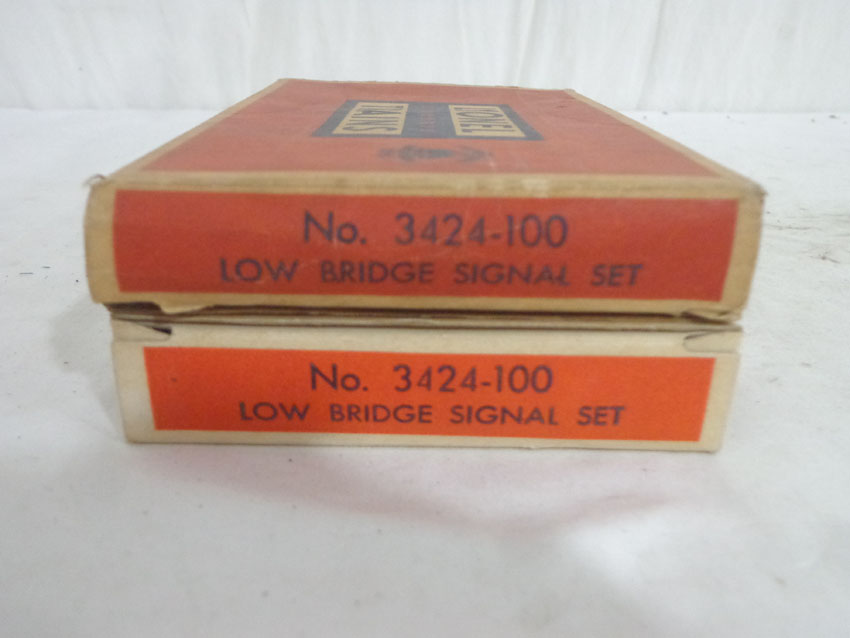 LIONEL
TRAINS
No. 3424-100
LOW BRIDGE SIGNAL SET
No. 3424-100
LOW BRIDGE SIGNAL SET